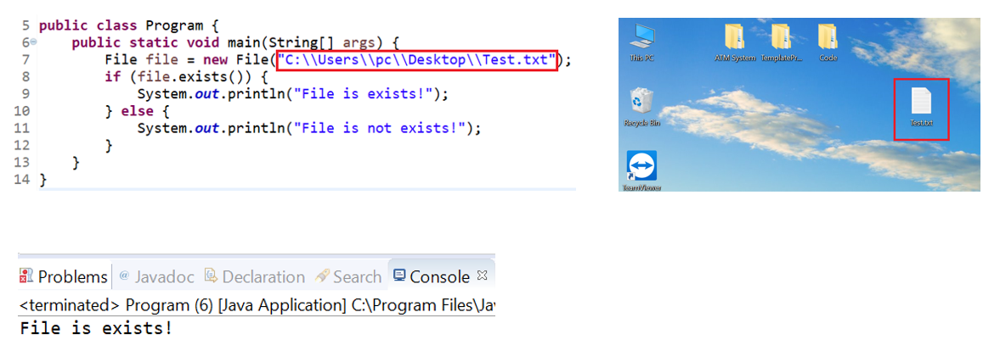 5 public class Program {
6 public static void main(String[] args) {
7 File file = new File("C:\\Users\\pc\\Desktop\\Test.txt");
8 if (file.exists()) {
9 System.out.println("File is exists!");
10 } else {
11 System.out.println("File is not exists!");
12 }
13 }
14 }
This PC
ATM System TemplatePr... Code
Recycle Bin
Test.txt
TeamViewer
Problems @ Javadoc Declaration Search Console
<terminated> Program (6) [Java Application] C:\Program Files\Jav
File is exists!